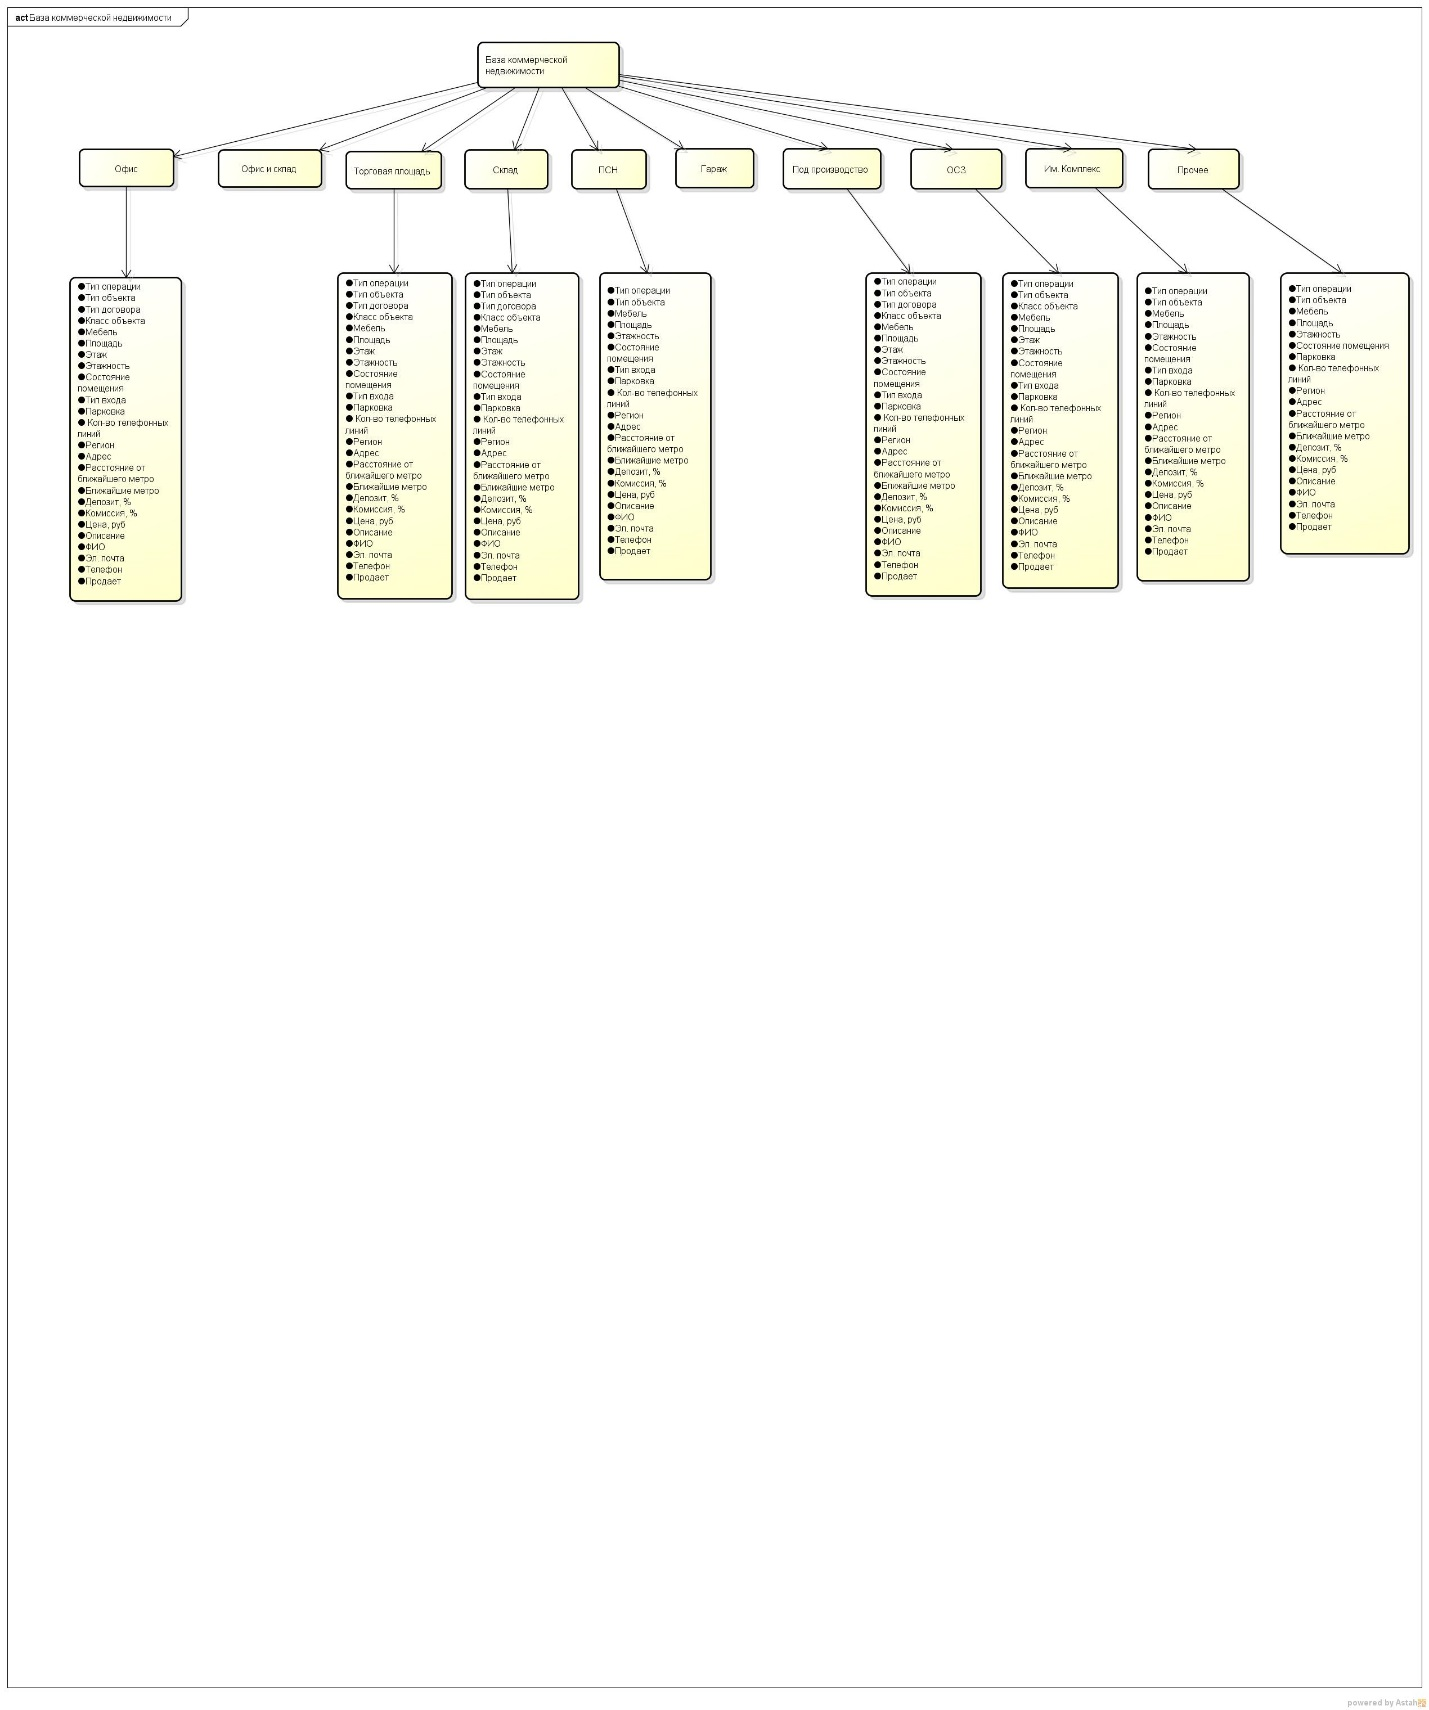 act База коммерческой недвижимости
База коммерческой
недвижимости
Офис
Офис и склад
Торговая площадь
Склад
ПСН
Гараж
Под производство
ОСЗ
Им. Комплекс
Прочее
●Тип операции
●Тип объекта
●Тип договора
●Класс объекта
●Мебель
●Площадь
●Этаж
●Этажность
●Состояние
помещения
●Тип входа
●Парковка
● Кол-во телефонных
линий
●Регион
●Адрес
●Расстояние от
ближайшего метро
●Ближайшие метро
●Депозит, %
●Комиссия, %
●Цена, руб
●Описание
●ФИО
●Эл. почта
●Телефон
●Продает
●Тип операции
●Тип объекта
●Тип договора
●Класс объекта
●Мебель
●Площадь
●Этаж
●Этажность
●Состояние
помещения
●Тип входа
●Парковка
● Кол-во телефонных
линий
●Регион
●Адрес
●Расстояние от
ближайшего метро
●Ближайшие метро
●Депозит, %
●Комиссия, %
●Цена, руб
●Описание
●ФИО
●Эл. почта
●Телефон
●Продает
●Тип операции
●Тип объекта
●Тип договора
●Класс объекта
●Мебель
●Площадь
●Этаж
●Этажность
●Состояние
помещения
●Тип входа
●Парковка
● Кол-во телефонных
линий
●Регион
●Адрес
●Расстояние от
ближайшего метро
●Ближайшие метро
●Депозит, %
●Комиссия, %
●Цена, руб
●Описание
●ФИО
●Эл. почта
●Телефон
●Продает
●Тип операции
●Тип объекта
●Мебель
●Площадь
●Этажность
●Состояние
помещения
●Тип входа
●Парковка
● Кол-во телефонных
линий
●Регион
●Адрес
●Расстояние от
ближайшего метро
●Ближайшие метро
●Депозит, %
●Комиссия, %
●Цена, руб
●Описание
●ФИО
●Эл. почта
●Телефон
●Продает
●Тип операции
●Тип объекта
●Тип договора
●Класс объекта
●Мебель
●Площадь
●Этаж
●Этажность
●Состояние
помещения
●Тип входа
●Парковка
● Кол-во телефонных
линий
●Регион
●Адрес
●Расстояние от
ближайшего метро
●Ближайшие метро
●Депозит, %
●Комиссия, %
●Цена, руб
●Описание
●ФИО
●Эл. почта
●Телефон
●Продает
●Тип операции
●Тип объекта
●Класс объекта
●Мебель
●Площадь
●Этаж
●Этажность
●Состояние
помещения
●Тип входа
●Парковка
● Кол-во телефонных
линий
●Регион
●Адрес
●Расстояние от
ближайшего метро
●Ближайшие метро
●Депозит, %
●Комиссия, %
●Цена, руб
●Описание
●ФИО
●Эл. почта
●Телефон
●Продает
●Тип операции
●Тип объекта
●Мебель
●Площадь
●Этажность
●Состояние
помещения
●Тип входа
●Парковка
● Кол-во телефонных
линий
●Регион
●Адрес
●Расстояние от
ближайшего метро
●Ближайшие метро
●Депозит, %
●Комиссия, %
●Цена, руб
●Описание
●ФИО
●Эл. почта
●Телефон
●Продает
●Тип операции
●Тип объекта
●Мебель
●Площадь
●Этажность
●Состояние помещения
●Парковка
● Кол-во телефонных
линий
●Регион
●Адрес
●Расстояние от
ближайшего метро
●Ближайшие метро
●Депозит, %
●Комиссия, %
●Цена, руб
●Описание
●ФИО
●Эл. почта
●Телефон
●Продает
powered by Astah